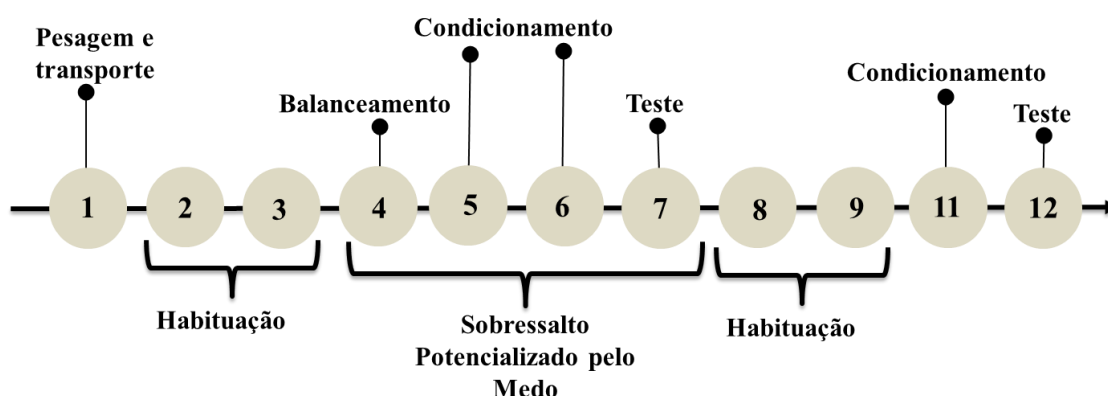 Pesagem e
transporte
Balanceamento
Condicionamento
Teste
Condicionamento
Teste
1
2
3
4
5
6
7
8
9
11
12
Habituação
Sobressalto
Potencializado pelo
Medo
Habituação